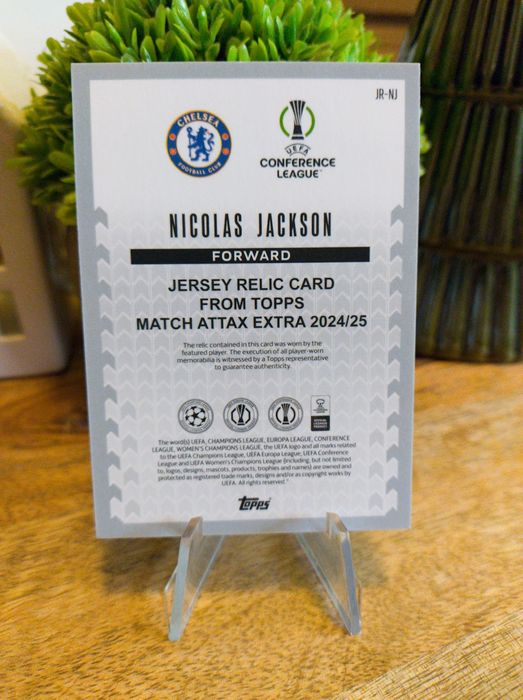 JR-NJ
CHELSEA
FOOTBALL CLUB
UEFA
CONFERENCE
LEAGUE™
NICOLAS JACKSON
FORWARD
JERSEY RELIC CARD
FROM TOPPS
MATCH ATTAX EXTRA 2024/25
The relic contained in this card was worn by the
featured player. The execution of all player-worn
memorabilia is witnessed by a Topps representative
to guarantee authenticity.
The word(s) UEFA, CHAMPIONS LEAGUE, EUROPA LEAGUE, CONFERENCE
LEAGUE, WOMEN'S CHAMPIONS LEAGUE, the UEFA logo and all marks related
to the UEFA Champions League, UEFA Europa League, UEFA Conference
League and UEFA Women's Champions League (including, but not limited
to, logos, designs, mascots, products, trophies and names) are owned and
protected as registered trade marks, designs and/or as copyright works by
UEFA. All rights reserved."
Topps